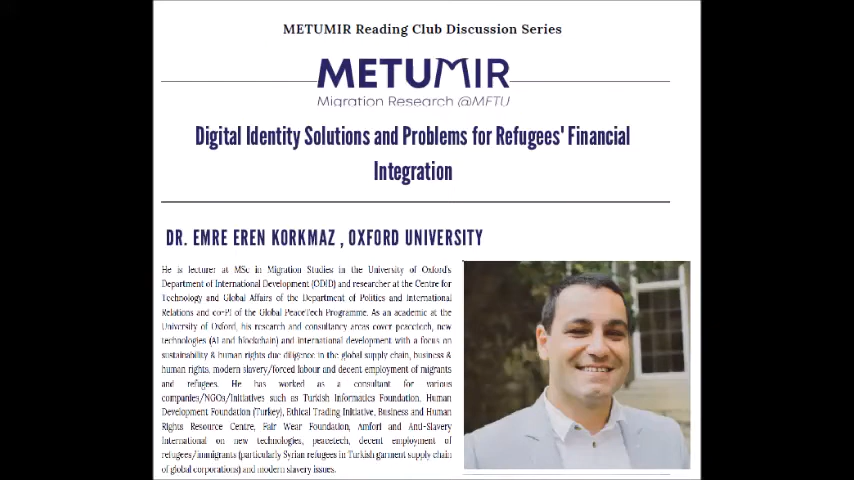 METUMIR Reading Club Discussion Series
METUMIR
Migration Research @METU
Digital Identity Solutions and Problems for Refugees' Financial
Integration
DR. EMRE EREN KORKMAZ , OXFORD UNIVERSITY
He is lecturer at MSc in Migration Studies in the University of Oxford's
Department of International Development (ODID) and researcher at the Centre for
Technology and Global Affairs of the Department of Politics and International
Relations and co-PI of the Global PeaceTech Programme. As an academic at the
University of Oxford, his research and consultancy areas cover peacetech, new
technologies (AI and blockchain) and international development with a focus on
sustainability & human rights due diligence in the global supply chain, business &
human rights, modern slavery/forced labour and decent employment of migrants
and refugees. He has worked as a consultant for various
companies/NGOs/Initiatives such as Turkish Informatics Foundation, Human
Development Foundation (Turkey), Ethical Trading Initiative, Business and Human
Rights Resource Centre, Fair Wear Foundation, Amfori and Anti-Slavery
International on new technologies, peacetech, decent employment of
refugees/immigrants (particularly Syrian refugees in Turkish garment supply chain
of global corporations) and modern slavery issues.